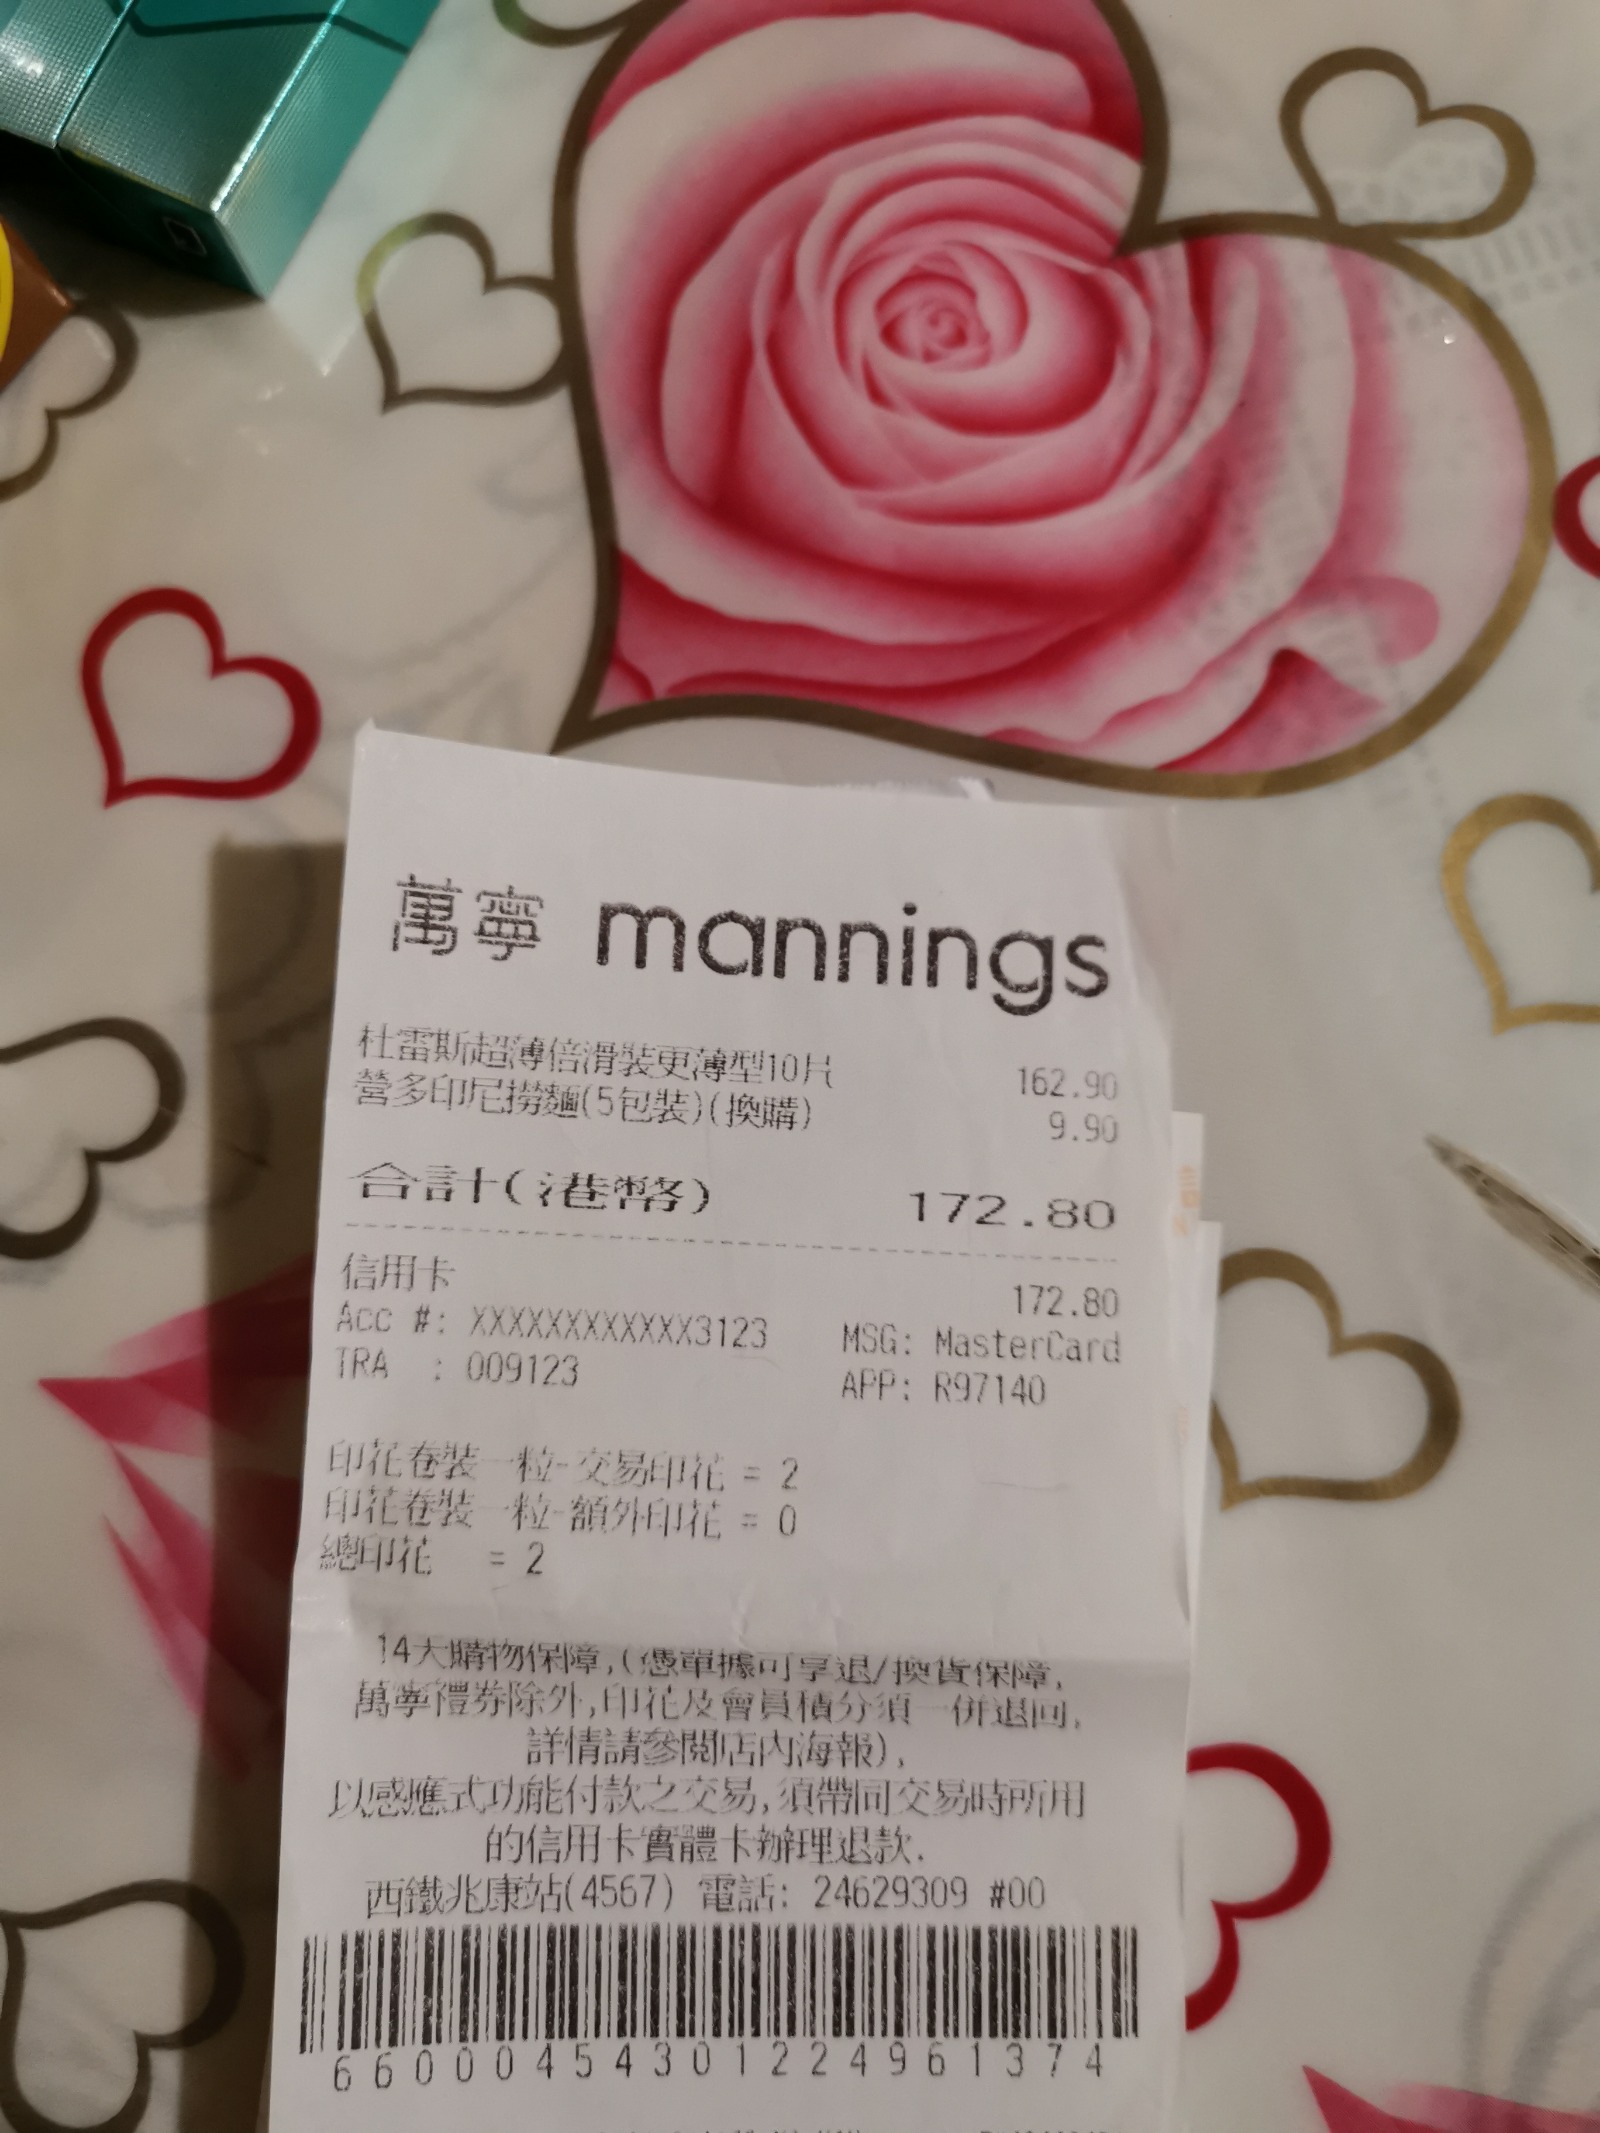 萬寧 mannings
杜蕾斯超薄倍滑裝更薄型10片 162.90
營多印尼撈麵(5包裝)(換購) 9.90
合計(港幣) 172.80
信用卡 172.80
Acc #: XXXXXXXXXXXX3123 MSG: MasterCard
TRA : 009123 APP: R97140
印花卷裝一粒-交易印花 = 2
印花卷裝一粒-額外印花 = 0
總印花 = 2
14天購物保障,(憑單據可享退/換貨保障,
萬寧禮券除外,印花及會員積分須一併退回,
詳情請參閱店內海報),
以感應式功能付款之交易,須帶同交易時所用
的信用卡實體卡辦理退款.
西鐵兆康站(4567) 電話: 24629309 #00
66000454301224961374